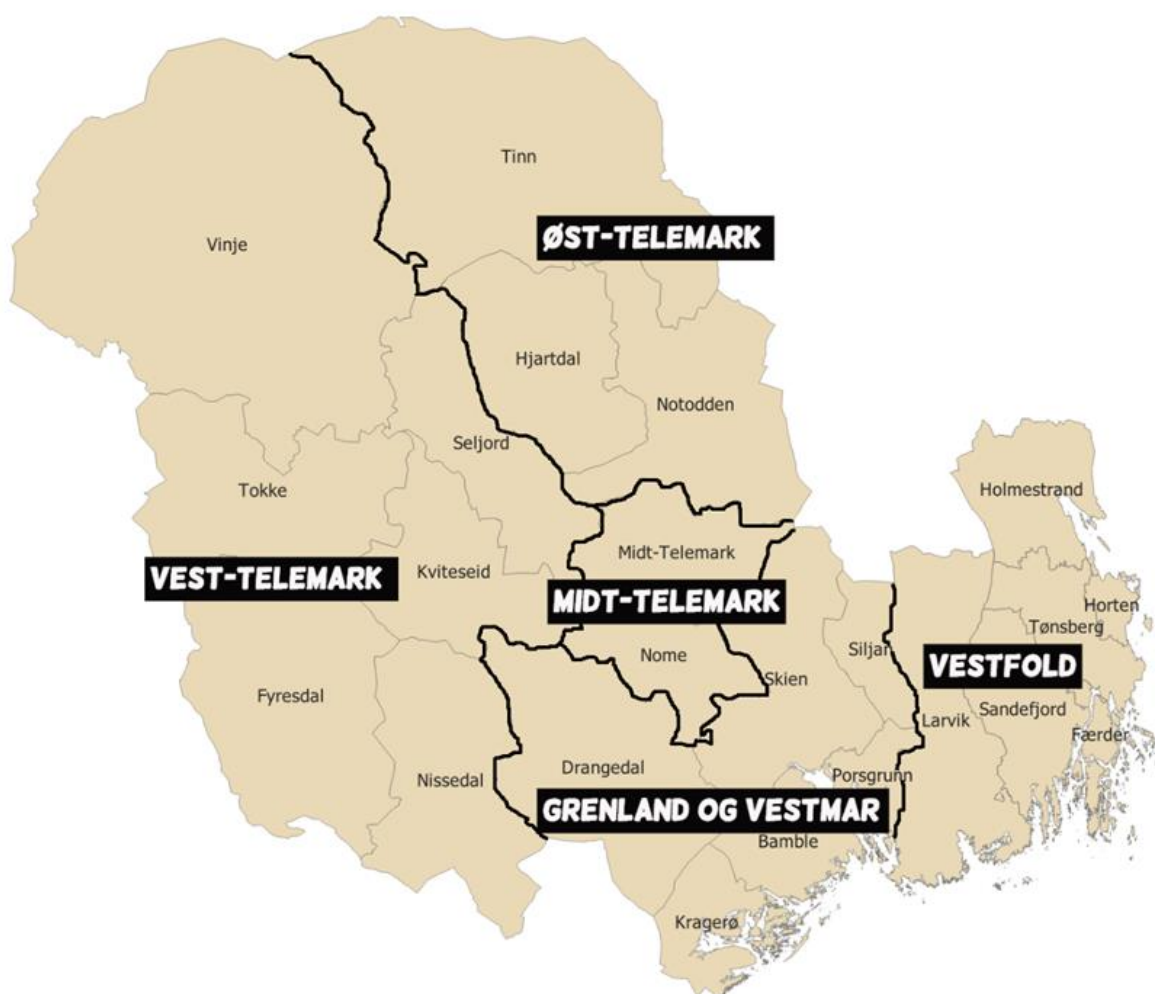 Tinn
ØST-TELEMARK
Vinje
Hjartdal
Notodden
Seljord
Tokke
Holmestrand
Midt-Telemark
Kviteseid
VEST-TELEMARK
MIDT-TELEMARK
Horten
Tønsberg
Nome
Siljan
VESTFOLD
Skien
Fyresdal
Sandefjord
Larvik
Færder
Drangedal
Nissedal
Porsgrunn
GRENLAND OG VESTMAR
Bamble
Kragerø